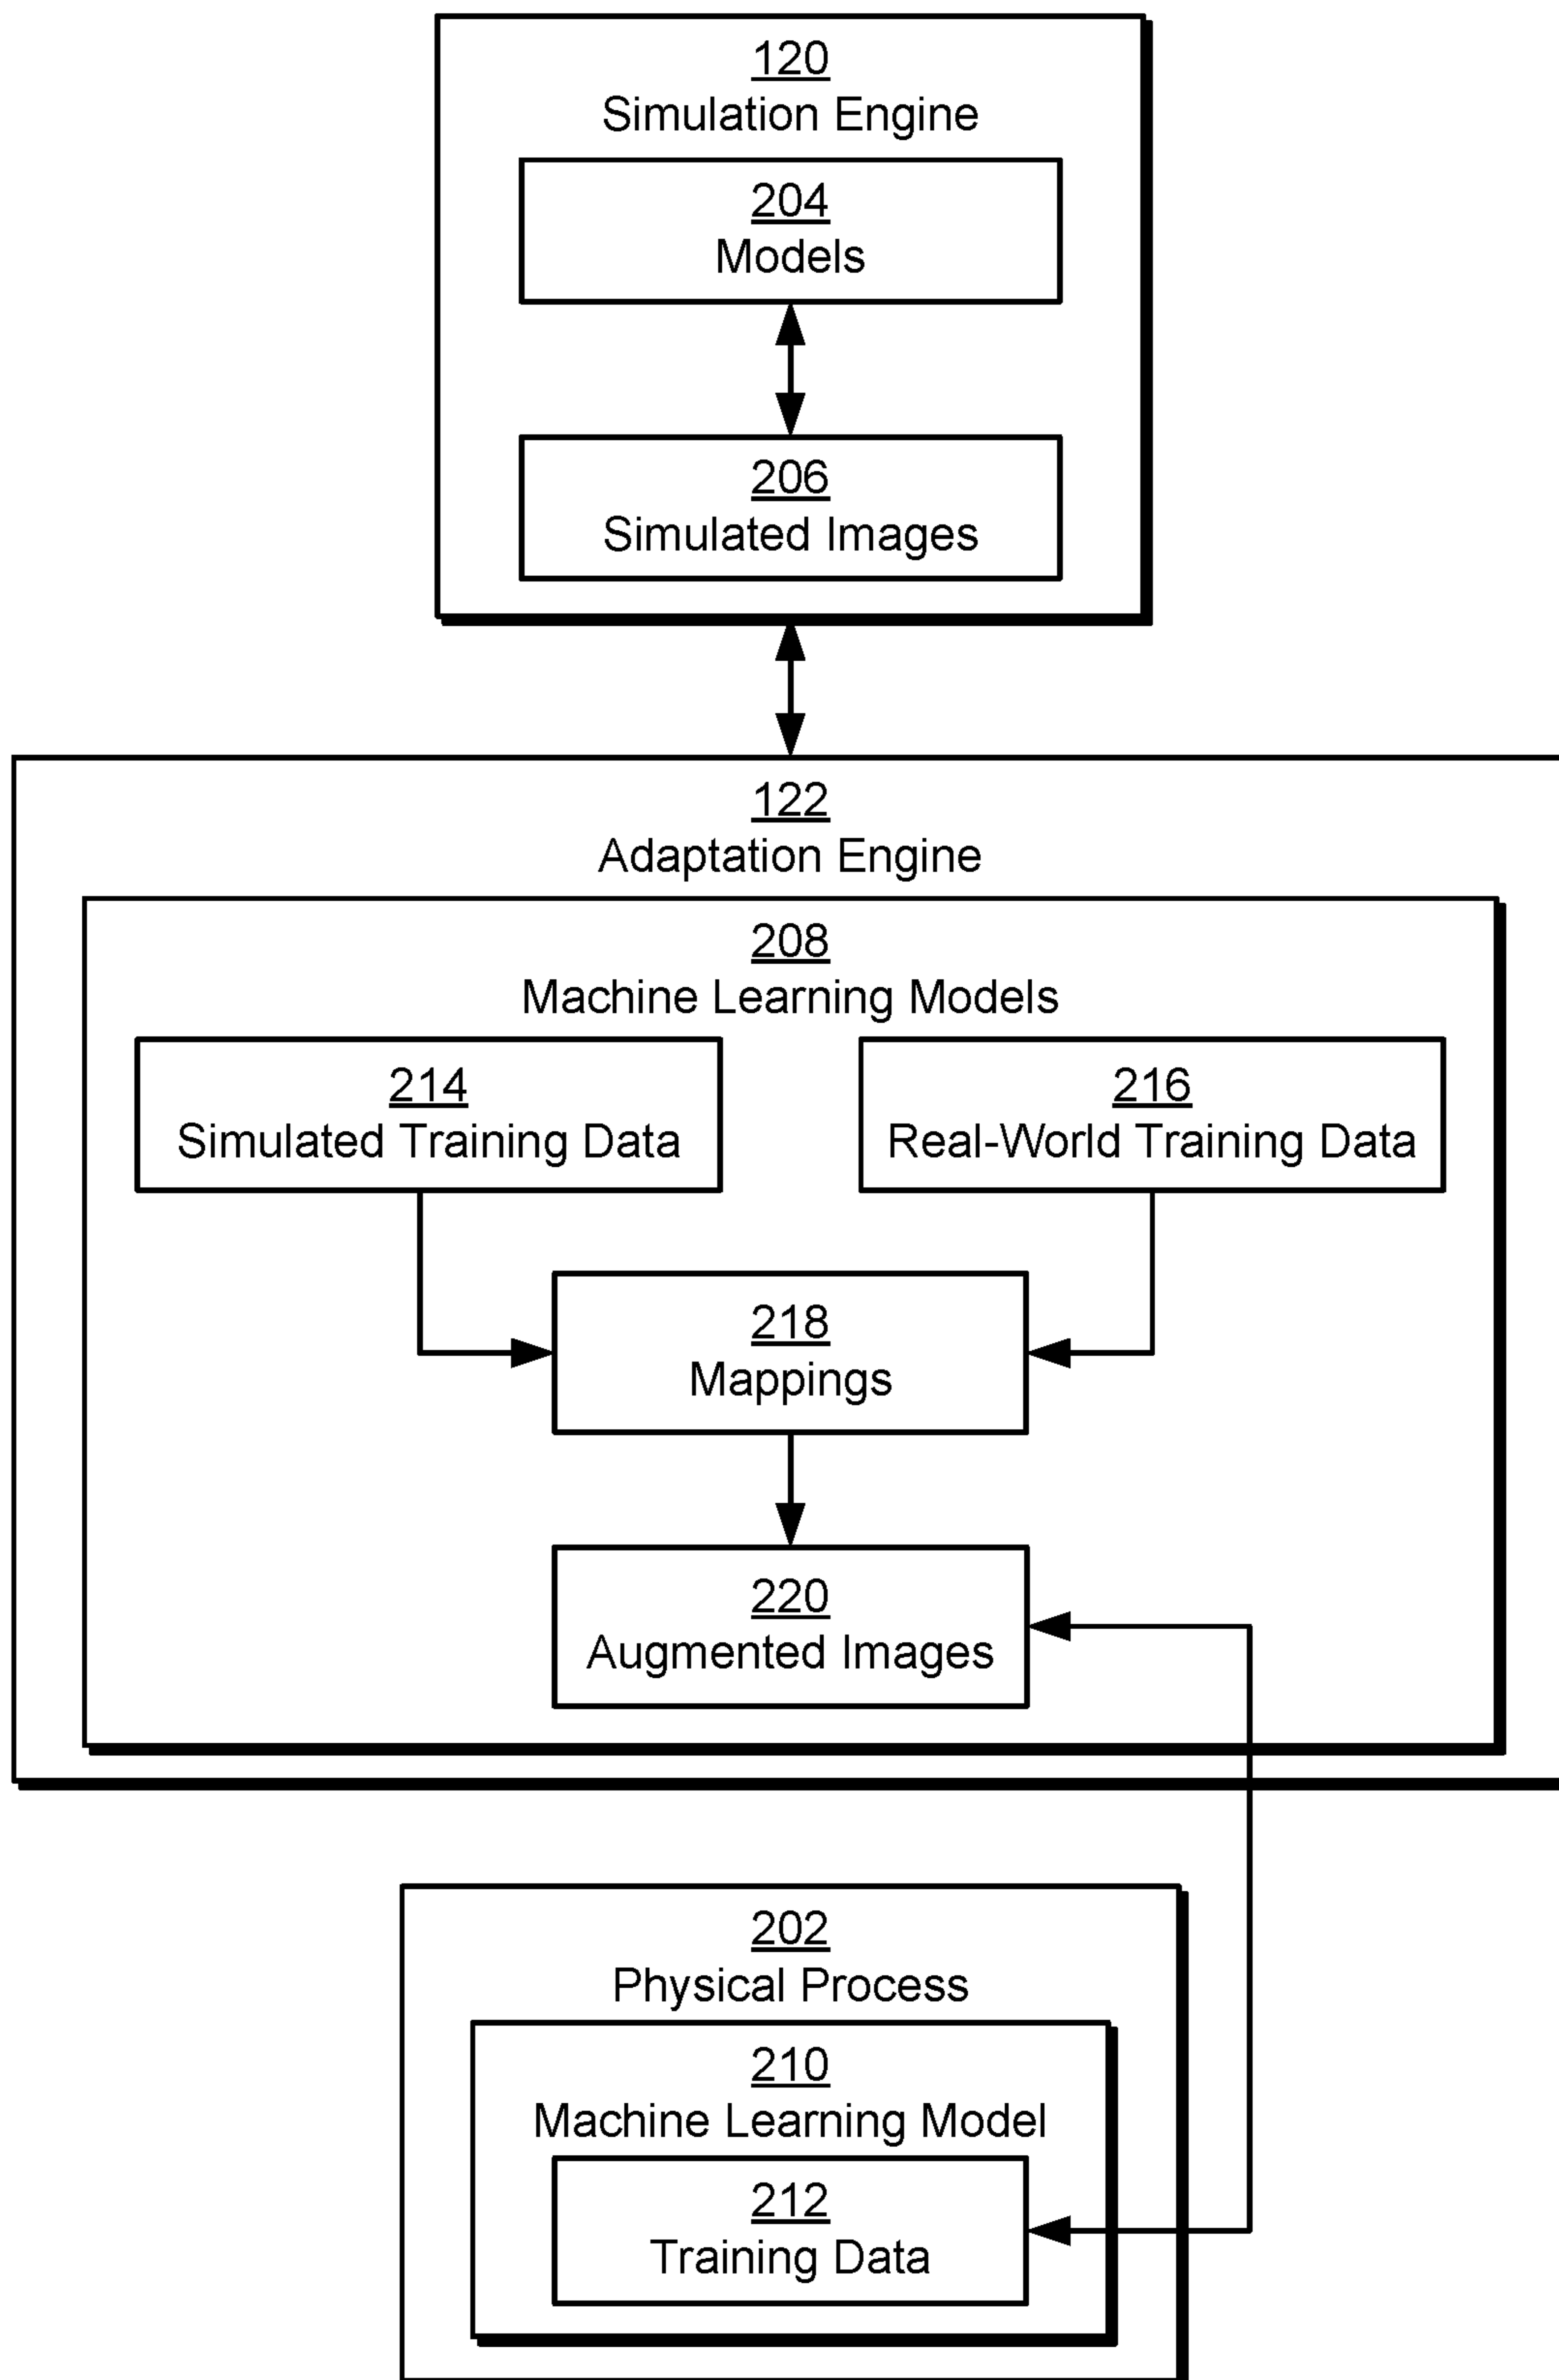 120
Simulation Engine
204
Models
206
Simulated Images
122
Adaptation Engine
208
Machine Learning Models
214
Simulated Training Data
216
Real-World Training Data
218
Mappings
220
Augmented Images
202
Physical Process
210
Machine Learning Model
212
Training Data